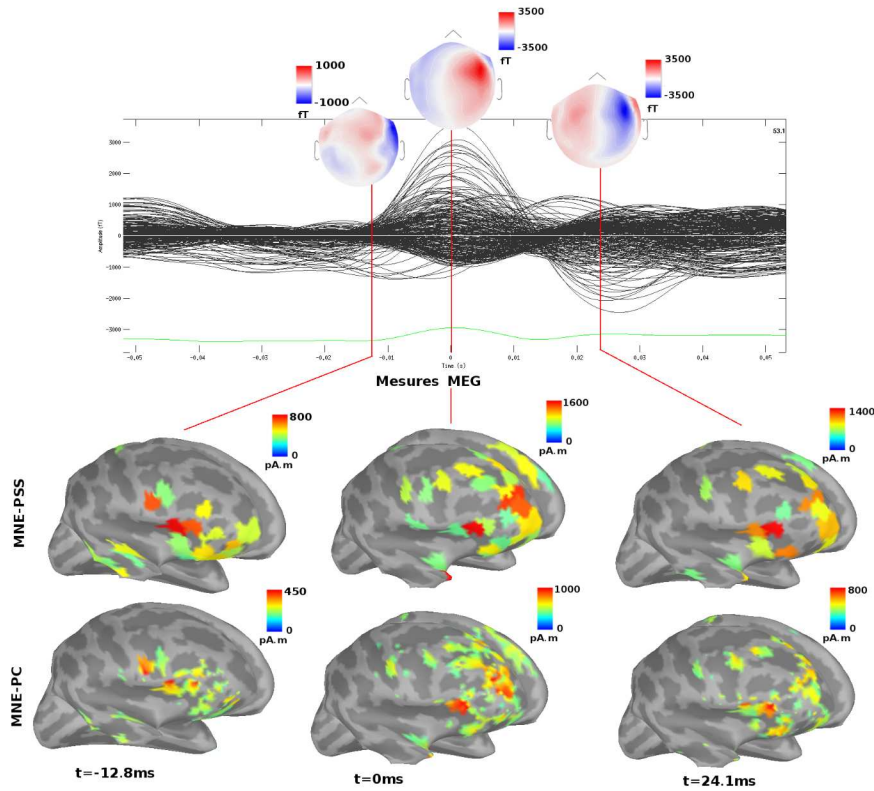 3500
-3500
fT
1000
-1000
fT
3500
-3500
fT
53.1
3000
2000
1000
0
-1000
-2000
-3000
Amplitude (fT)
-0.05
-0.04
-0.03
-0.02
-0.01
0
0.01
0.02
0.03
0.04
0.05
Time (s)
Mesures MEG
MNE-PSS
800
0
pA.m
1600
0
pA.m
1400
0
pA.m
MNE-PC
450
0
pA.m
1000
0
pA.m
800
0
pA.m
t=-12.8ms
t=0ms
t=24.1ms